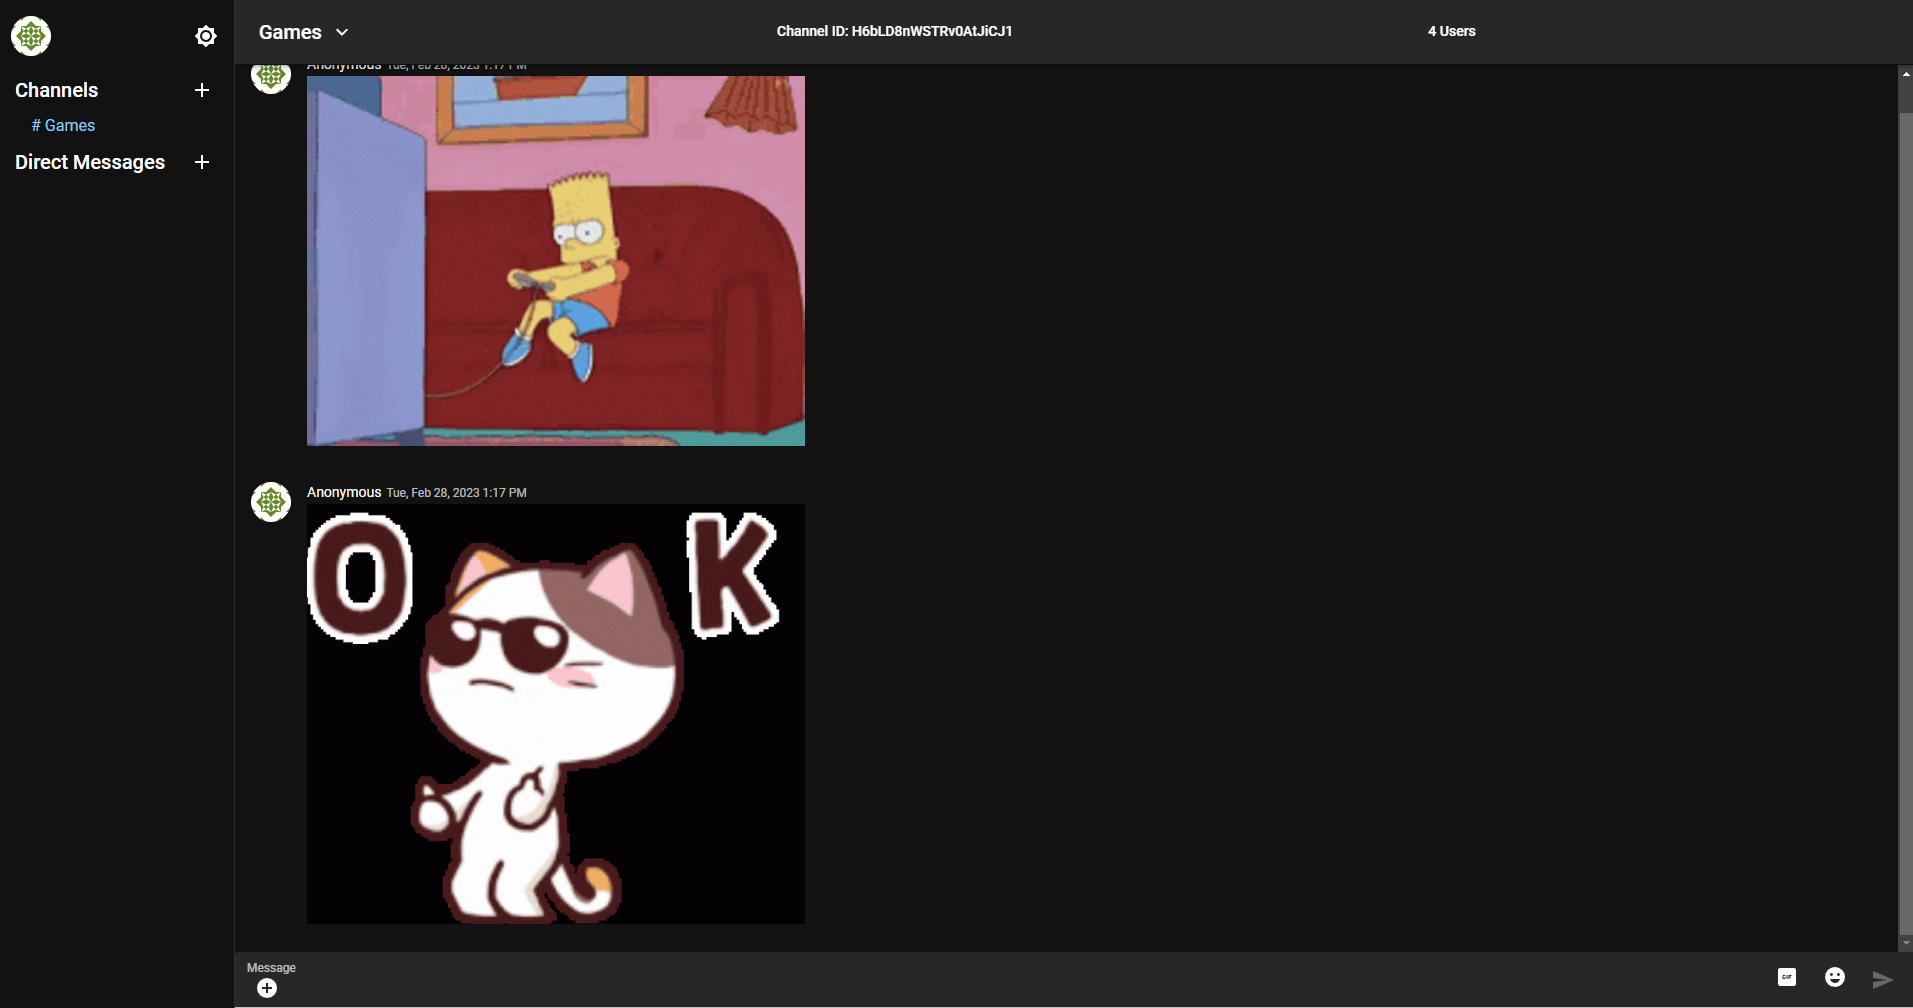 Games
Channel ID: H6bLD8nWSTRv0AtJiCJ1
4 Users
Channels
# Games
Direct Messages
Anonymous Tue, Feb 28, 2023 1:17 PM
Anonymous Tue, Feb 28, 2023 1:17 PM
O K
Message
GIF